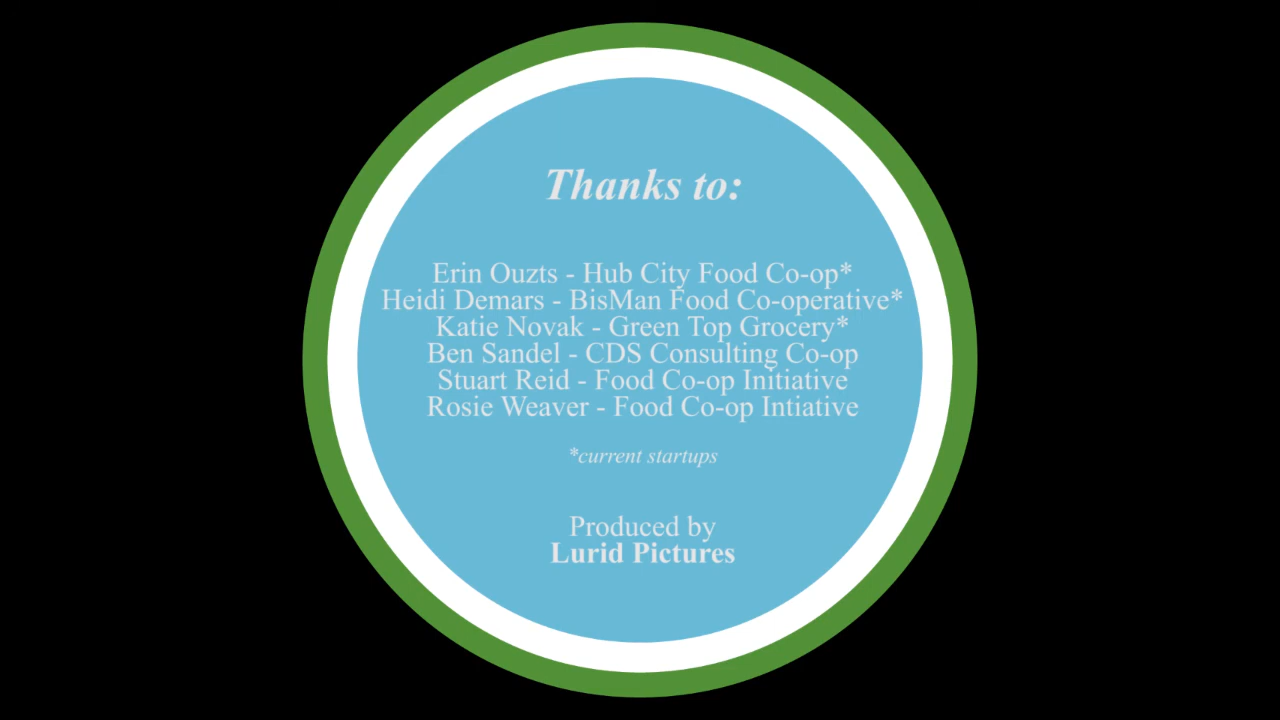 Thanks to:
Erin Ouzts - Hub City Food Co-op*
Heidi Demars - BisMan Food Co-operative*
Katie Novak - Green Top Grocery*
Ben Sandel - CDS Consulting Co-op
Stuart Reid - Food Co-op Initiative
Rosie Weaver - Food Co-op Intiative
*current startups
Produced by
Lurid Pictures